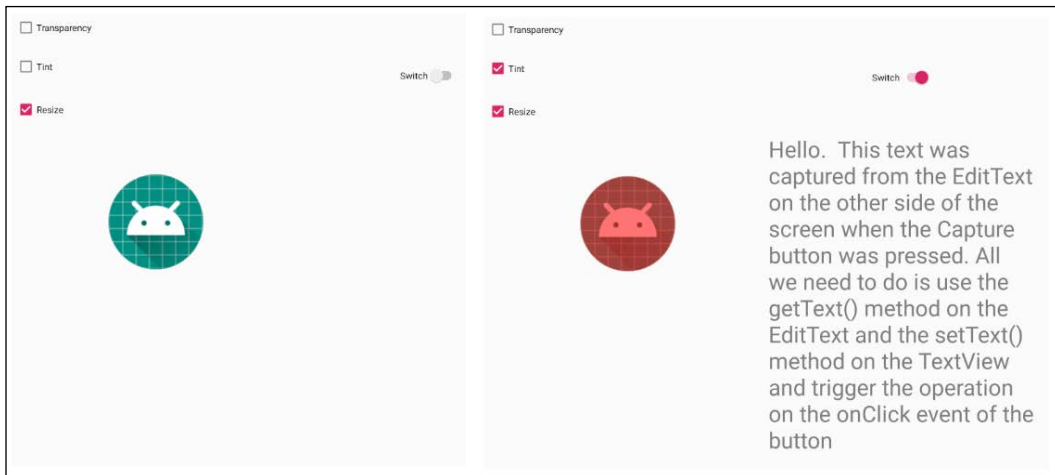 Transparency
Tint
Switch
Resize
Transparency
Tint
Switch
Resize
Hello.  This text was
captured from the EditText
on the other side of the
screen when the Capture
button was pressed. All
we need to do is use the
getText() method on the
EditText and the setText()
method on the TextView
and trigger the operation
on the onClick event of the
button